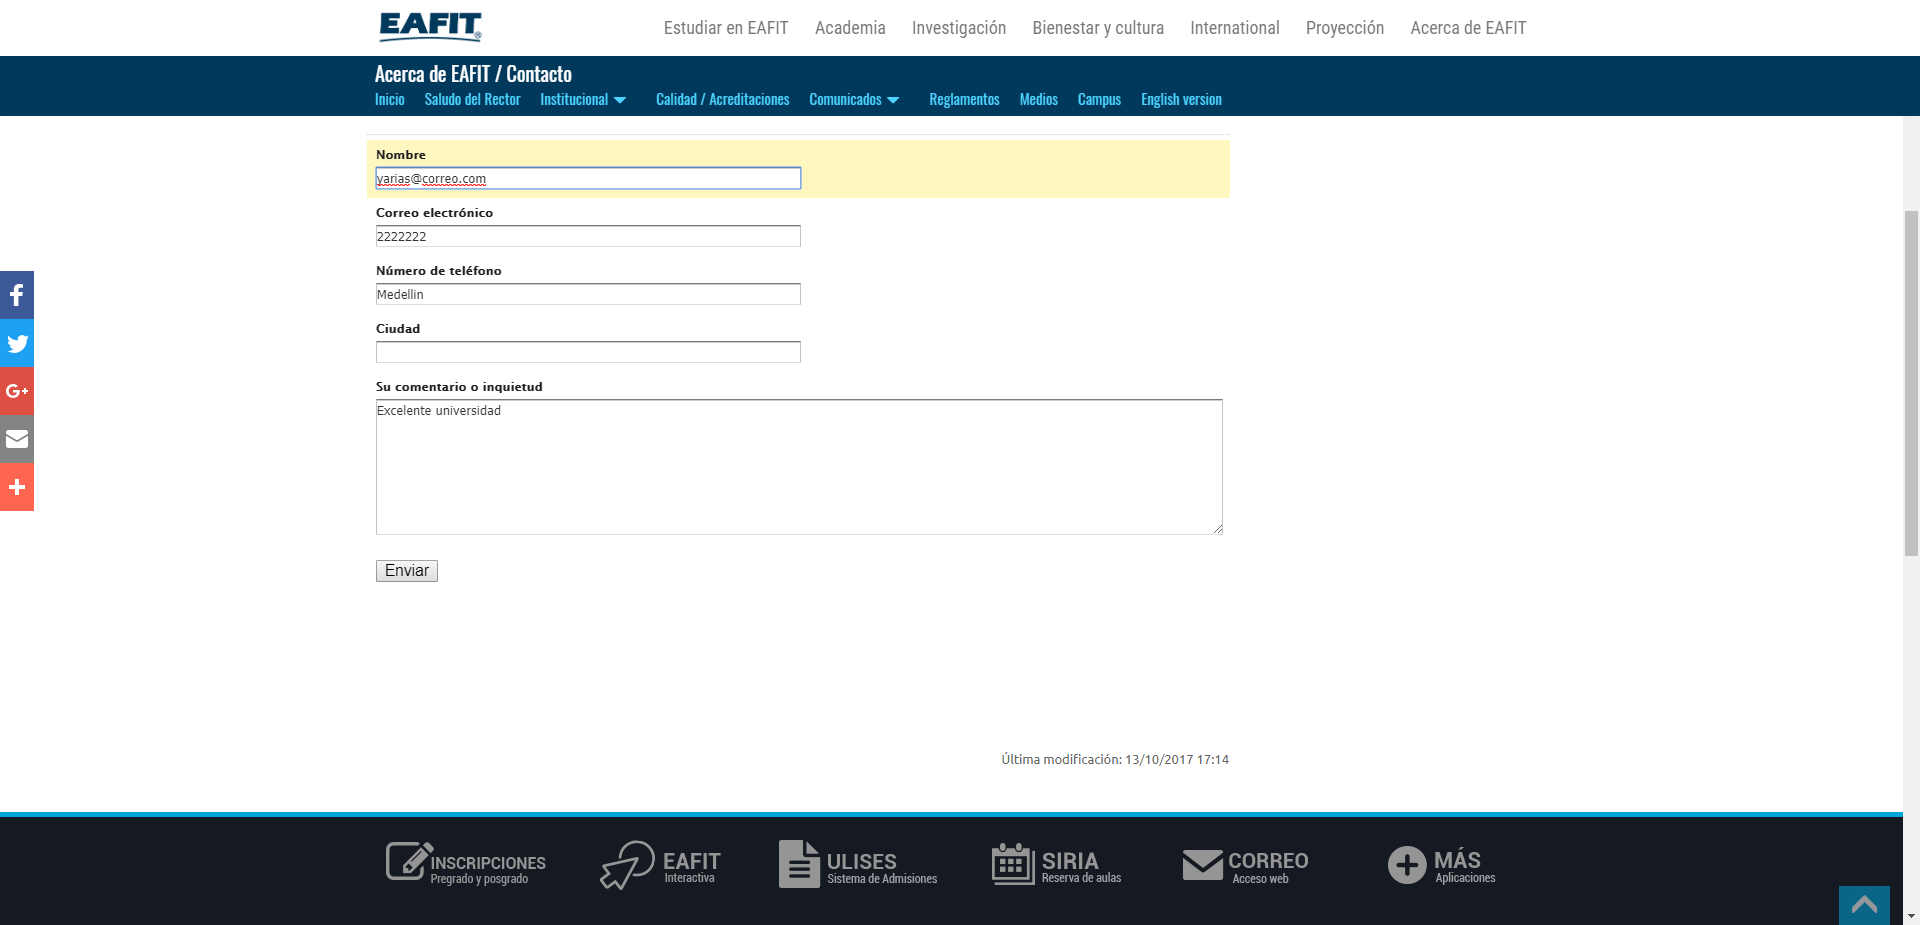 EAFIT®
Estudiar en EAFIT Academia Investigación Bienestar y cultura International Proyección Acerca de EAFIT
Acerca de EAFIT / Contacto
Inicio Saludo del Rector Institucional Calidad / Acreditaciones Comunicados Reglamentos Medios Campus English version
Nombre
yarias@correo.com
Correo electrónico
2222222
Número de teléfono
Medellin
Ciudad
Su comentario o inquietud
Excelente universidad
Enviar
G+
Última modificación: 13/10/2017 17:14
INSCRIPCIONES
Pregrado y posgrado
EAFIT
Interactiva
ULISES
Sistema de Admisiones
SIRIA
Reserva de aulas
CORREO
Acceso web
MÁS
Aplicaciones